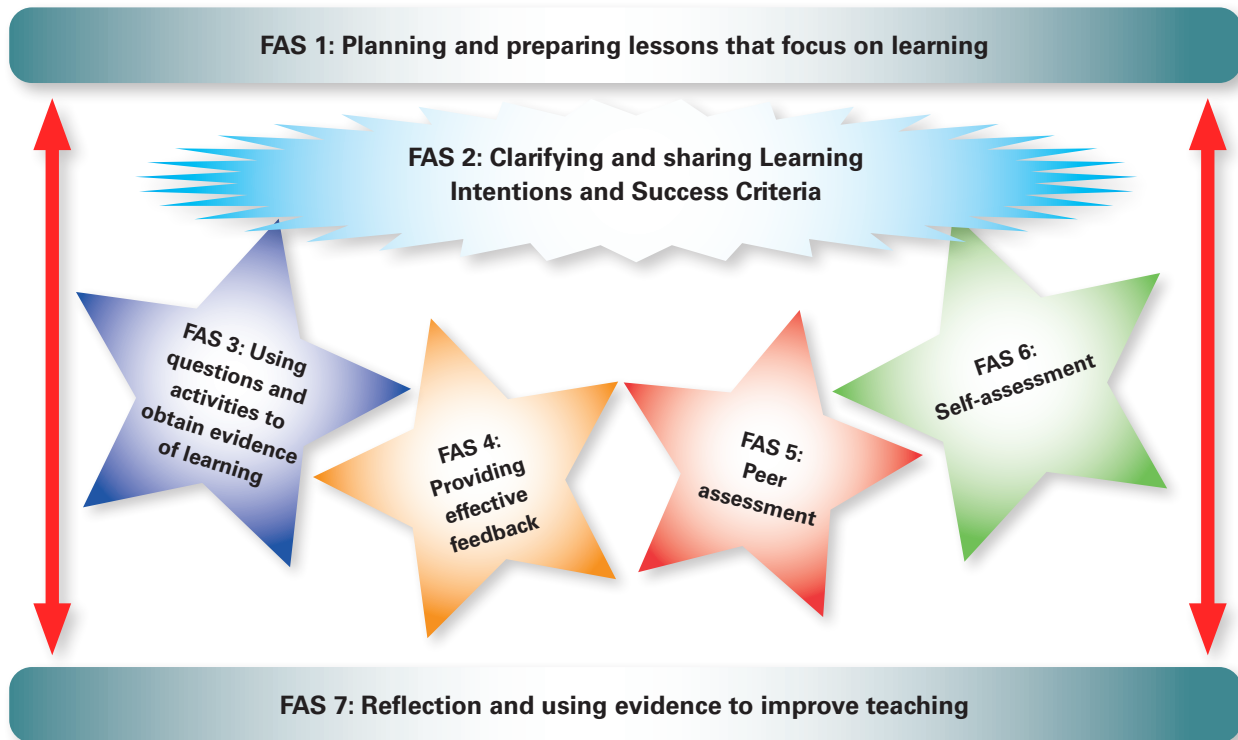 FAS 1: Planning and preparing lessons that focus on learning
FAS 2: Clarifying and sharing Learning
Intentions and Success Criteria
FAS 3: Using
questions and
activities to
obtain evidence
of learning
FAS 4:
Providing
effective
feedback
FAS 5:
Peer
assessment
FAS 6:
Self-assessment
FAS 7: Reflection and using evidence to improve teaching